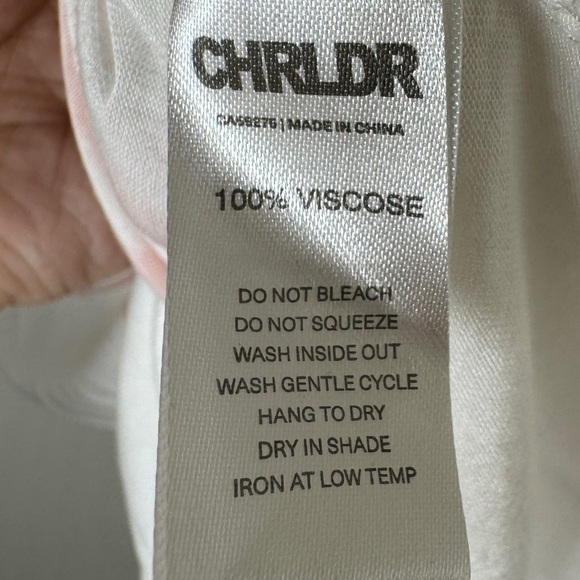 CHRLDR
CA58276 | MADE IN CHINA
100% VISCOSE
DO NOT BLEACH
DO NOT SQUEEZE
WASH INSIDE OUT
WASH GENTLE CYCLE
HANG TO DRY
DRY IN SHADE
IRON AT LOW TEMP